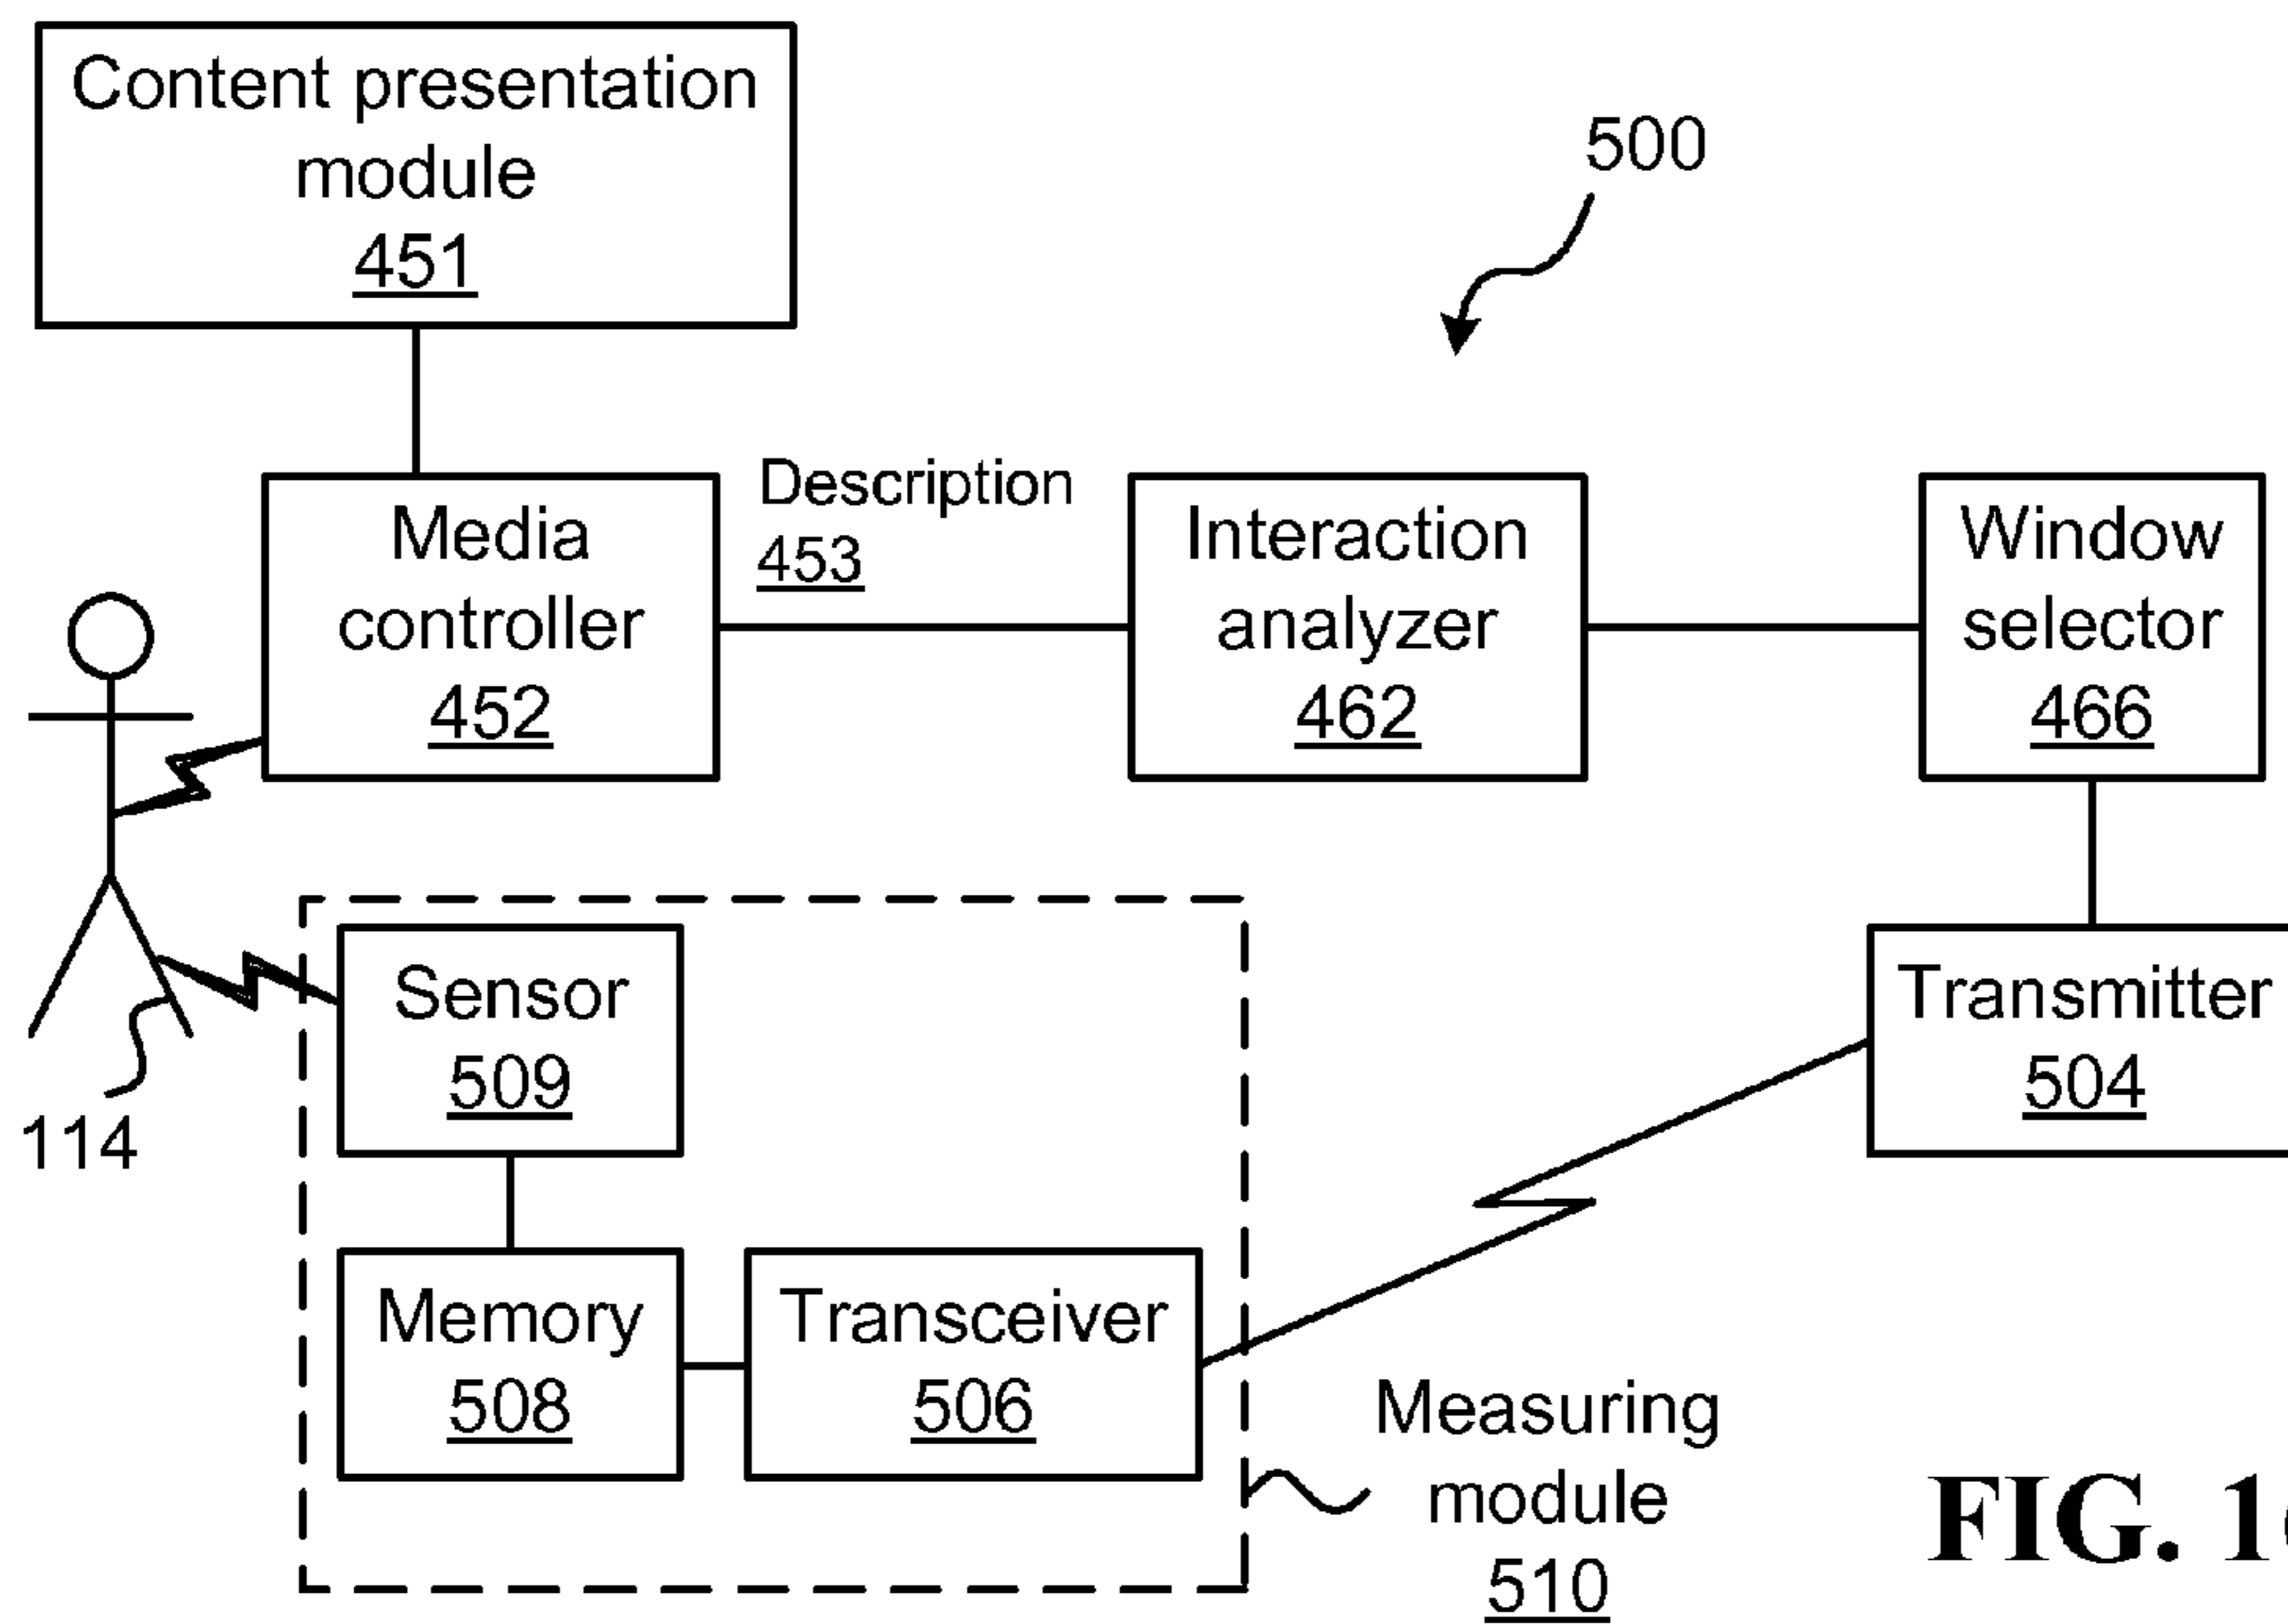 Content presentation
module
451
500
Description
453
Media
controller
452
Interaction
analyzer
462
Window
selector
466
Sensor
509
Transmitter
504
114
Memory
508
Transceiver
506
Measuring
module
510
FIG.